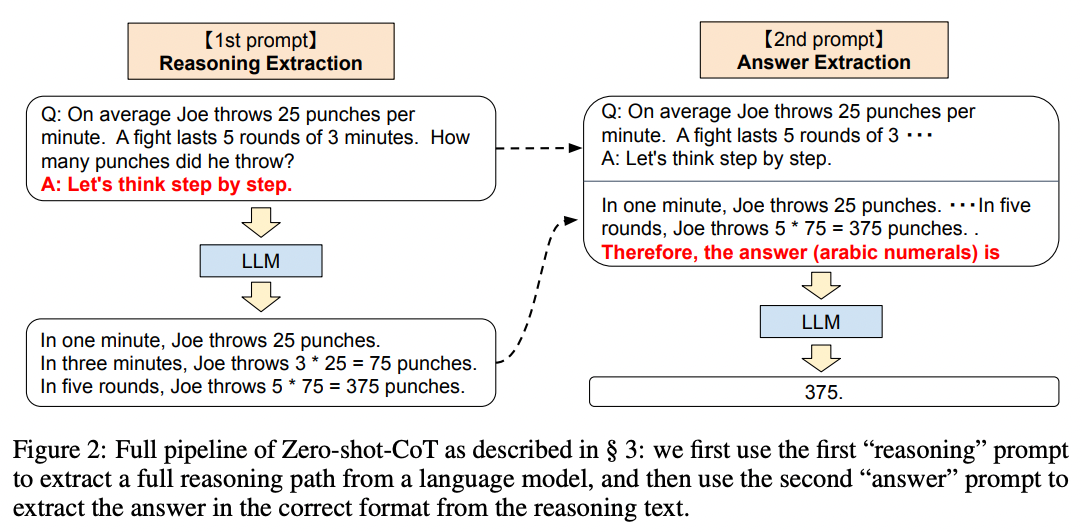 【1st prompt】
Reasoning Extraction
Q: On average Joe throws 25 punches per
minute. A fight lasts 5 rounds of 3 minutes. How
many punches did he throw?
A: Let's think step by step.
LLM
In one minute, Joe throws 25 punches.
In three minutes, Joe throws 3 * 25 = 75 punches.
In five rounds, Joe throws 5 * 75 = 375 punches.
【2nd prompt】
Answer Extraction
Q: On average Joe throws 25 punches per
minute. A fight lasts 5 rounds of 3 ･･･
A: Let's think step by step.
In one minute, Joe throws 25 punches. ･･･In five
rounds, Joe throws 5 * 75 = 375 punches. .
Therefore, the answer (arabic numerals) is
LLM
375.
Figure 2: Full pipeline of Zero-shot-CoT as described in § 3: we first use the first “reasoning” prompt
to extract a full reasoning path from a language model, and then use the second “answer” prompt to
extract the answer in the correct format from the reasoning text.